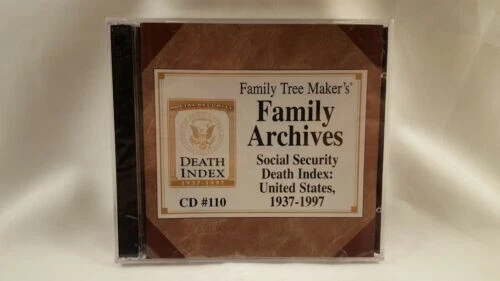 Family Tree Maker's®
Family
Archives
Social Security
Death Index:
United States,
1937-1997
SOCIAL SECURITY
DEATH
INDEX
1937-1997
CD #110